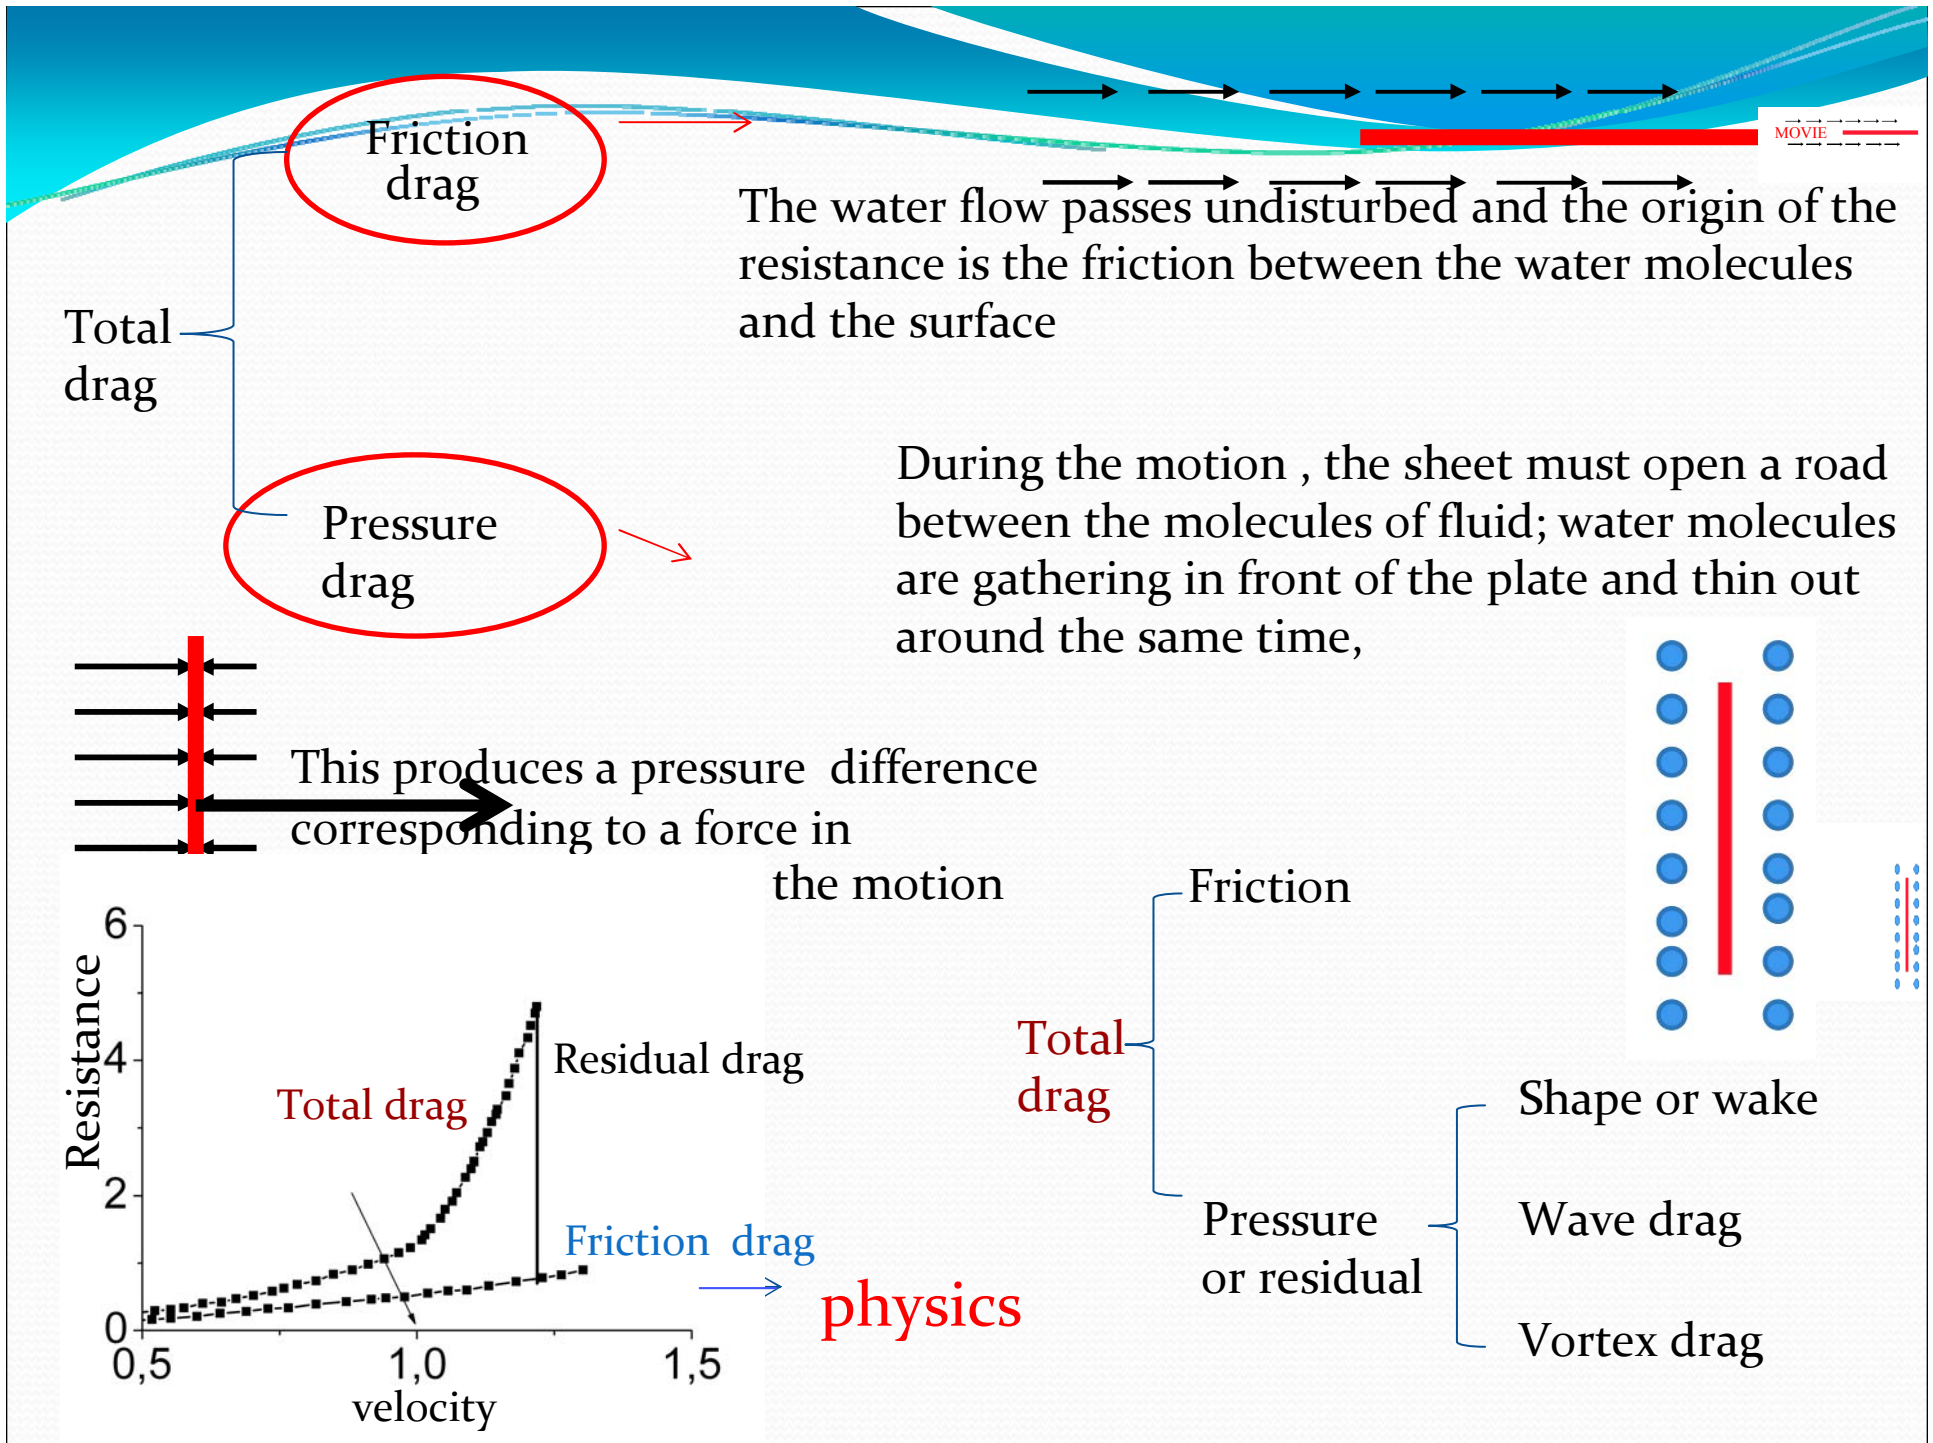 Friction
drag
MOVIE
The water flow passes undisturbed and the origin of the
resistance is the friction between the water molecules
and the surface
Total
drag
During the motion , the sheet must open a road
between the molecules of fluid; water molecules
are gathering in front of the plate and thin out
around the same time,
Pressure
drag
This produces a pressure difference
corresponding to a force in
the motion
Friction
Total
drag
Pressure
or residual
Shape or wake
Wave drag
Vortex drag
Resistance
6
4
2
0
0,5
1,0
1,5
velocity
Total drag
Residual drag
Friction drag
physics